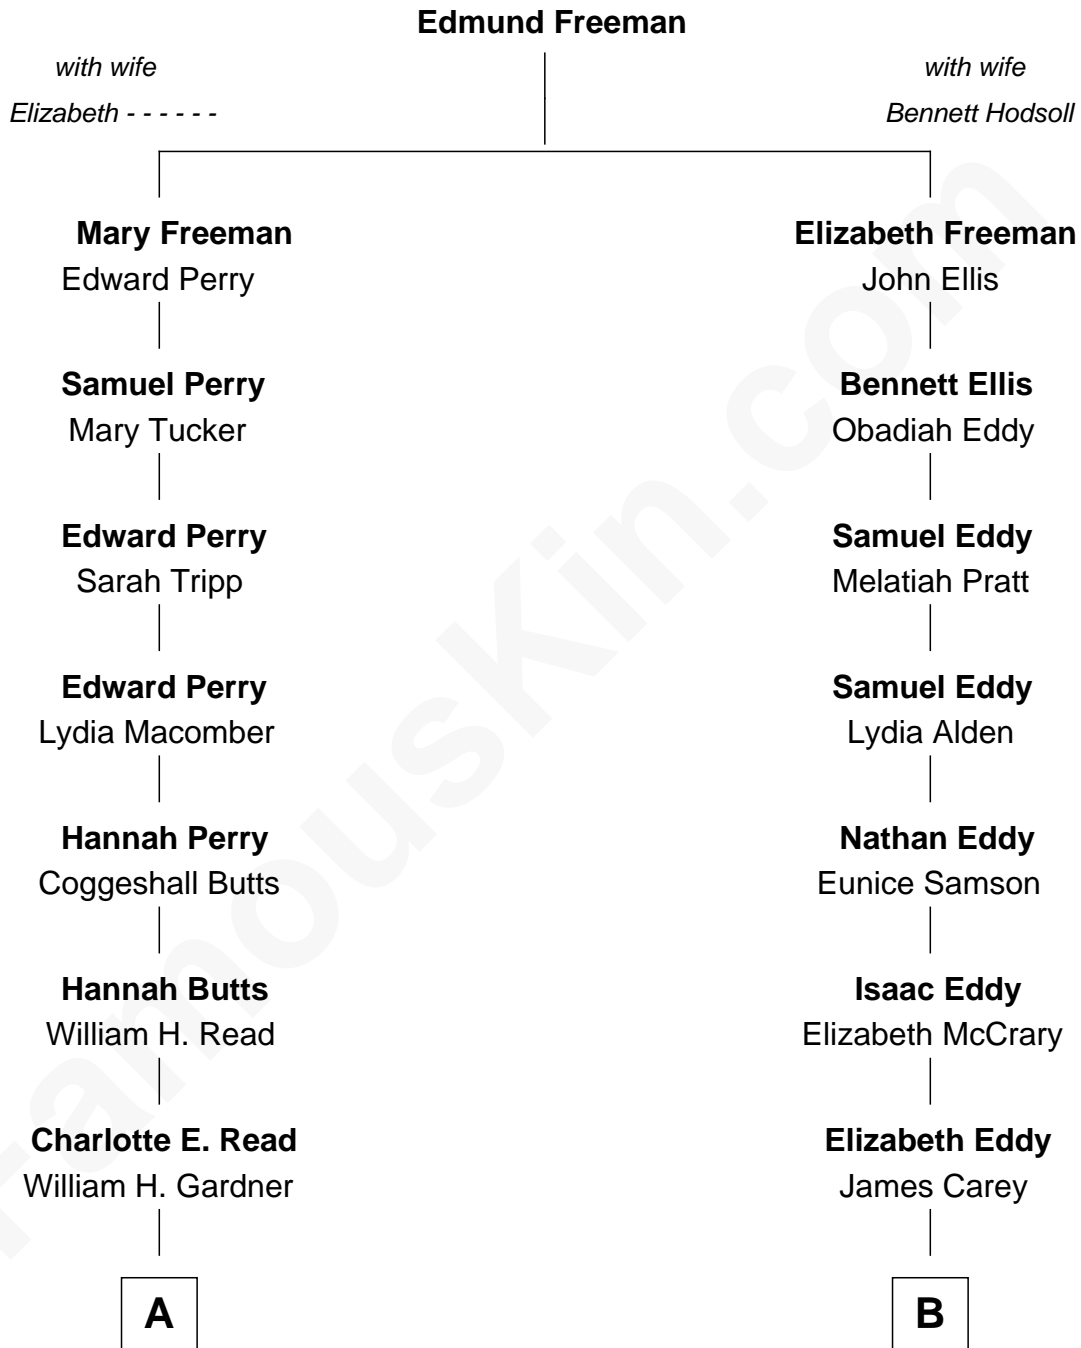 Edmund Freeman
with wife
Elizabeth - - - - - -
with wife
Bennett Hodsoll
Mary Freeman
Edward Perry
Elizabeth Freeman
John Ellis
Samuel Perry
Mary Tucker
Bennett Ellis
Obadiah Eddy
Edward Perry
Sarah Tripp
Samuel Eddy
Melatiah Pratt
Edward Perry
Lydia Macomber
Samuel Eddy
Lydia Alden
Hannah Perry
Coggeshall Butts
Nathan Eddy
Eunice Samson
Hannah Butts
William H. Read
Isaac Eddy
Elizabeth McCrary
Charlotte E. Read
William H. Gardner
Elizabeth Eddy
James Carey
A
B
FamousKin.com